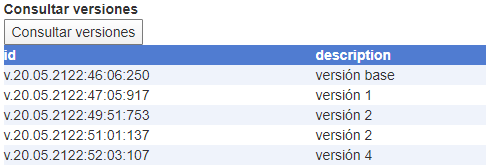 Consultar versiones
Consultar versiones
id description
v.20.05.2122:46:06:250 versión base
v.20.05.2122:47:05:917 versión 1
v.20.05.2122:49:51:753 versión 2
v.20.05.2122:51:01:137 versión 2
v.20.05.2122:52:03:107 versión 4